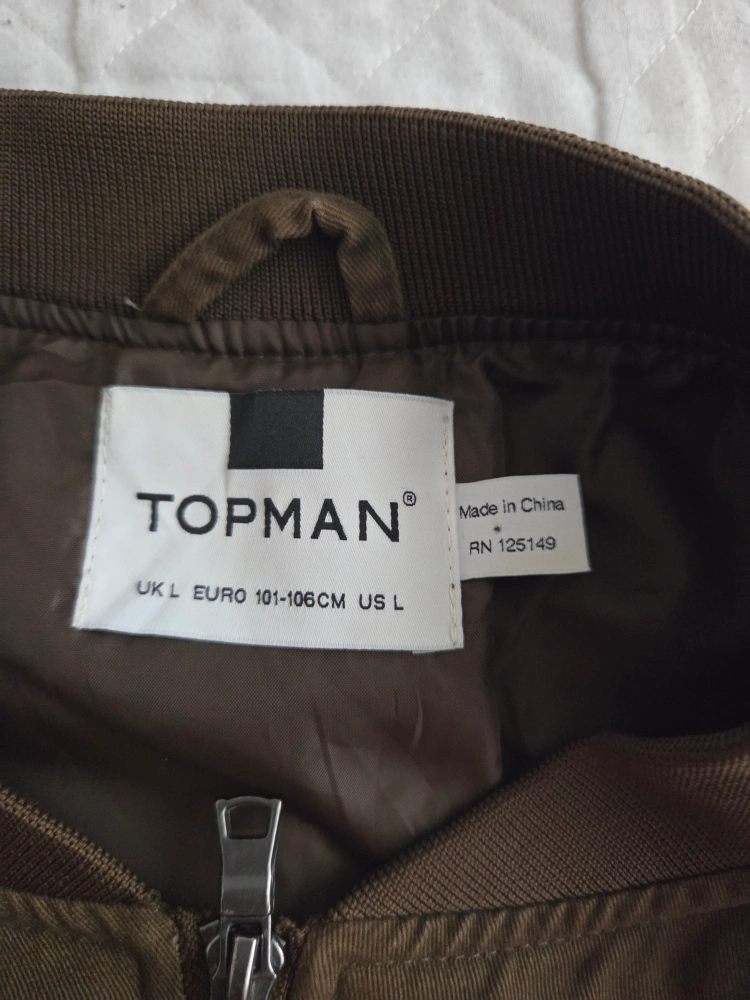 TOPMAN®
UK L EURO 101-106CM US L
Made in China
RN 125149